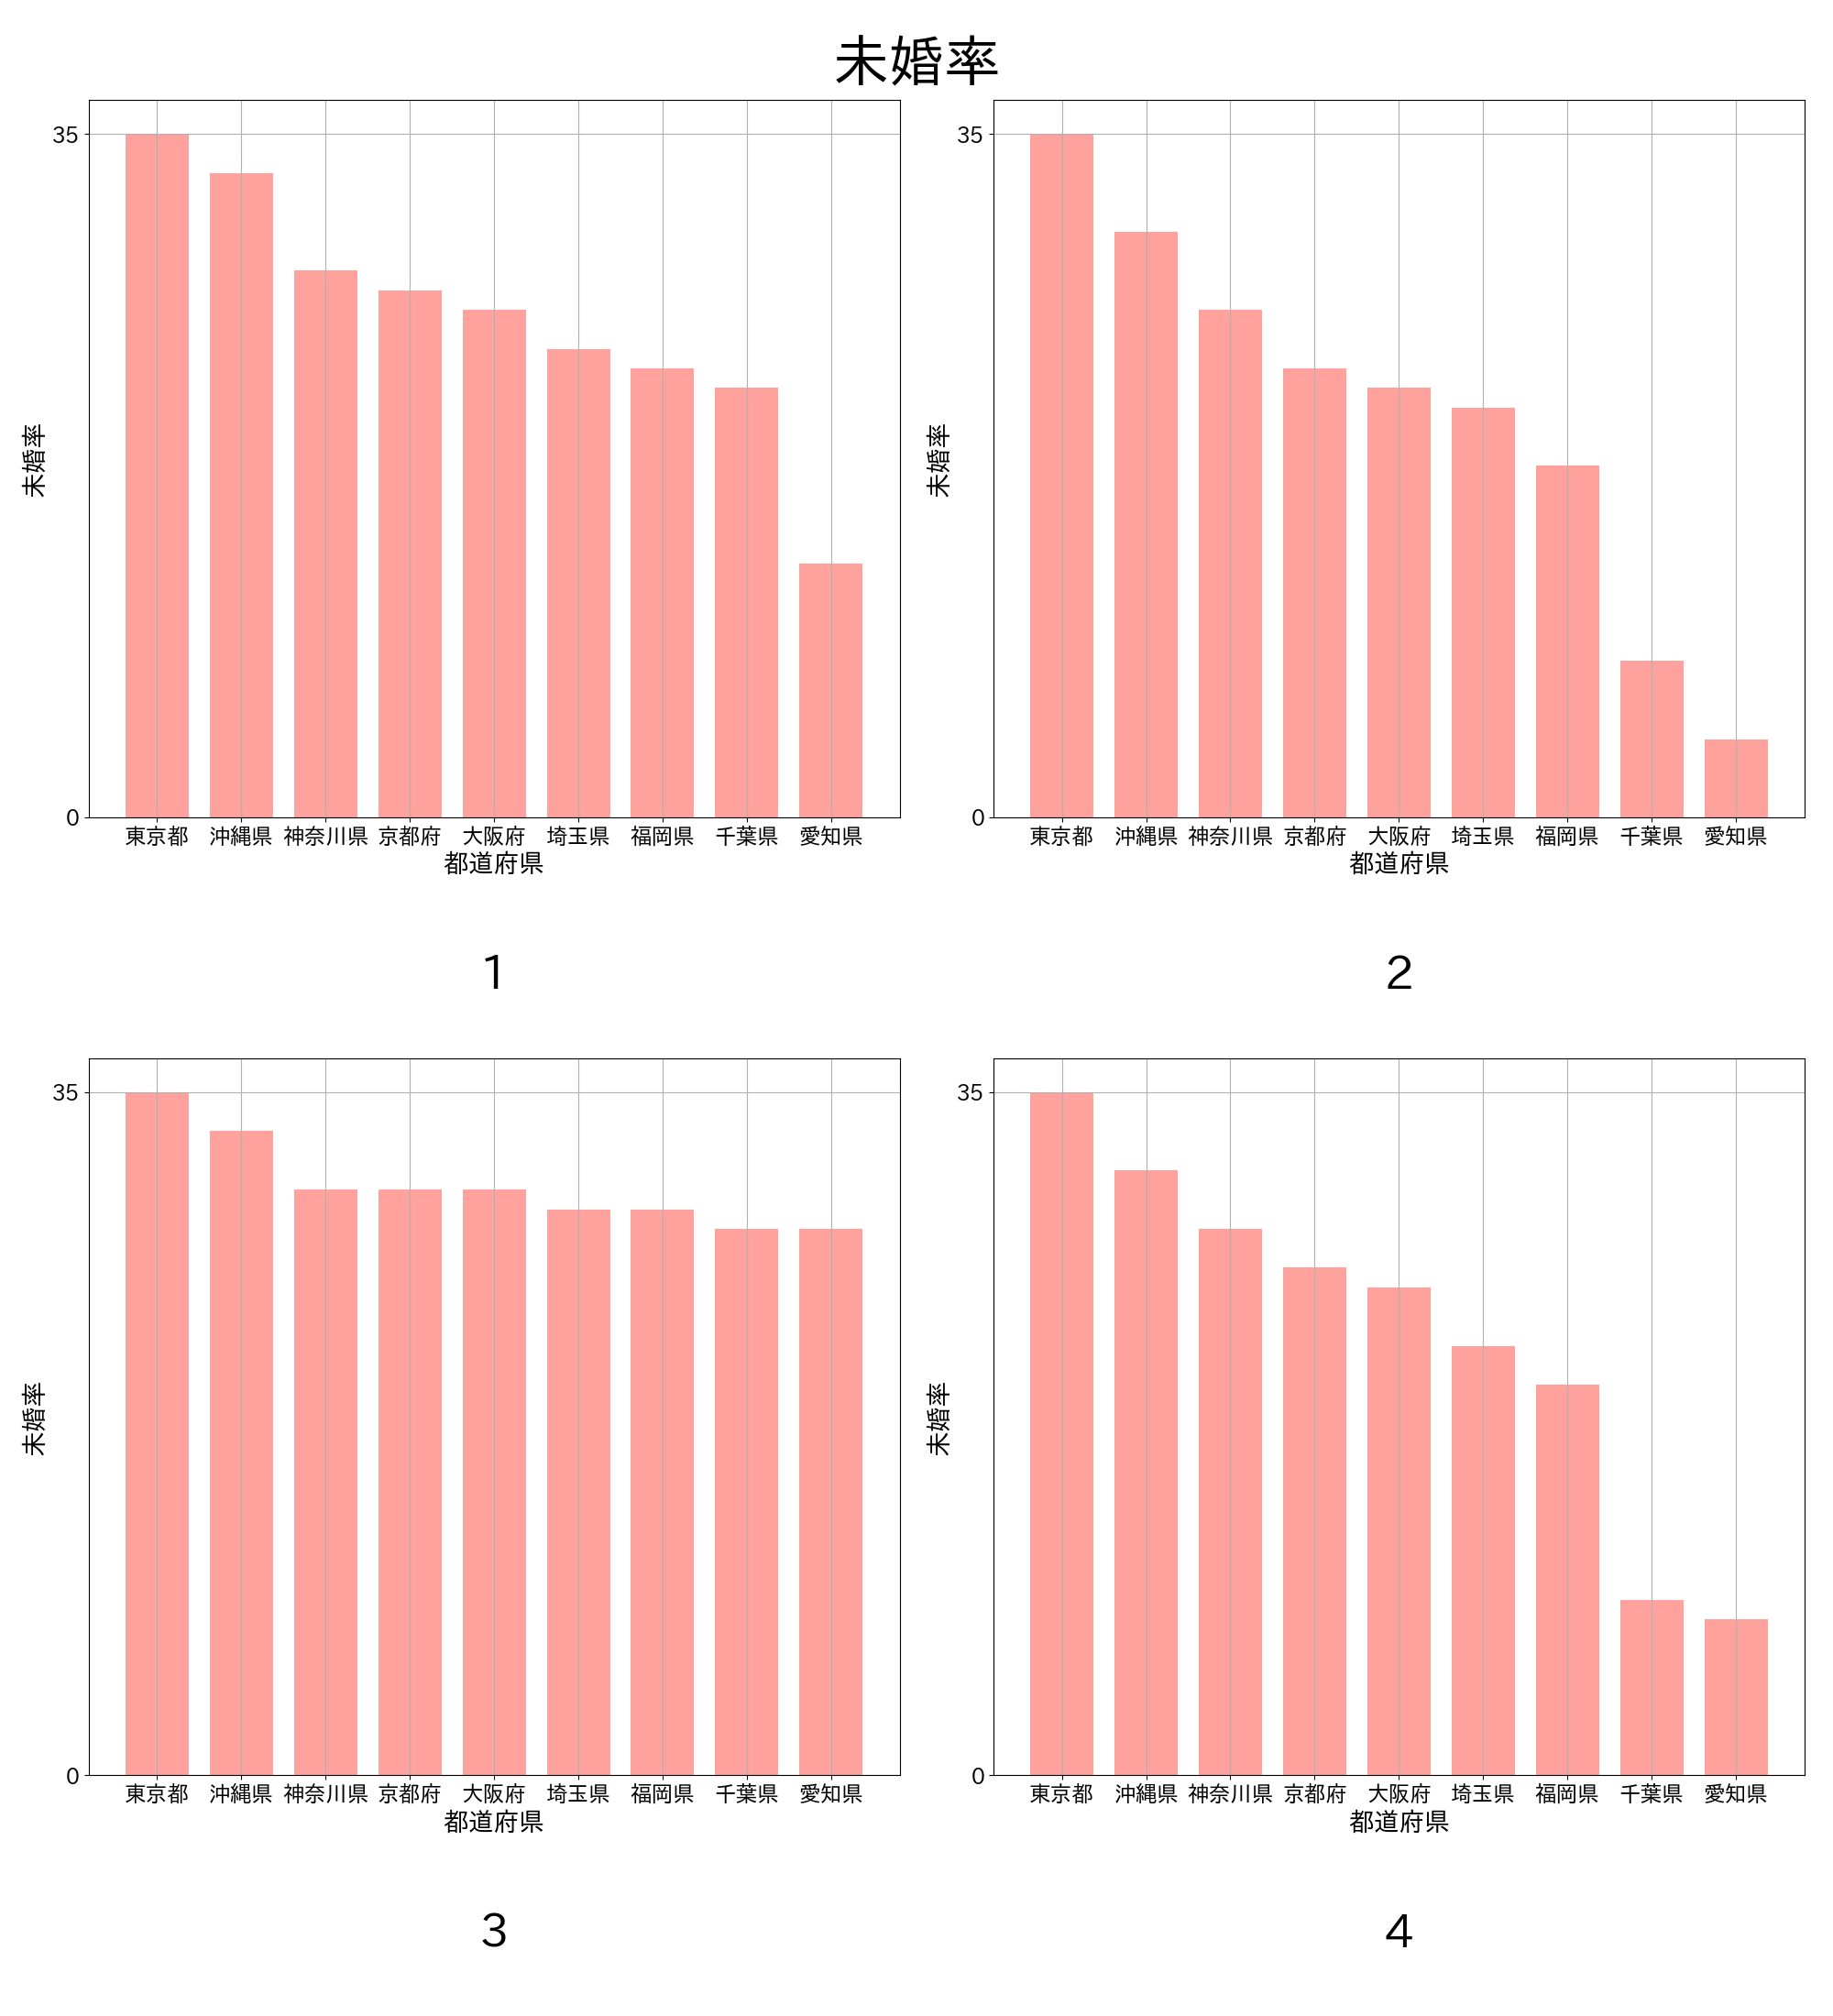 未婚率
35
0
未婚率
東京都 沖縄県 神奈川県 京都府 大阪府 埼玉県 福岡県 千葉県 愛知県
都道府県
1
35
0
未婚率
東京都 沖縄県 神奈川県 京都府 大阪府 埼玉県 福岡県 千葉県 愛知県
都道府県
2
35
0
未婚率
東京都 沖縄県 神奈川県 京都府 大阪府 埼玉県 福岡県 千葉県 愛知県
都道府県
3
35
0
未婚率
東京都 沖縄県 神奈川県 京都府 大阪府 埼玉県 福岡県 千葉県 愛知県
都道府県
4